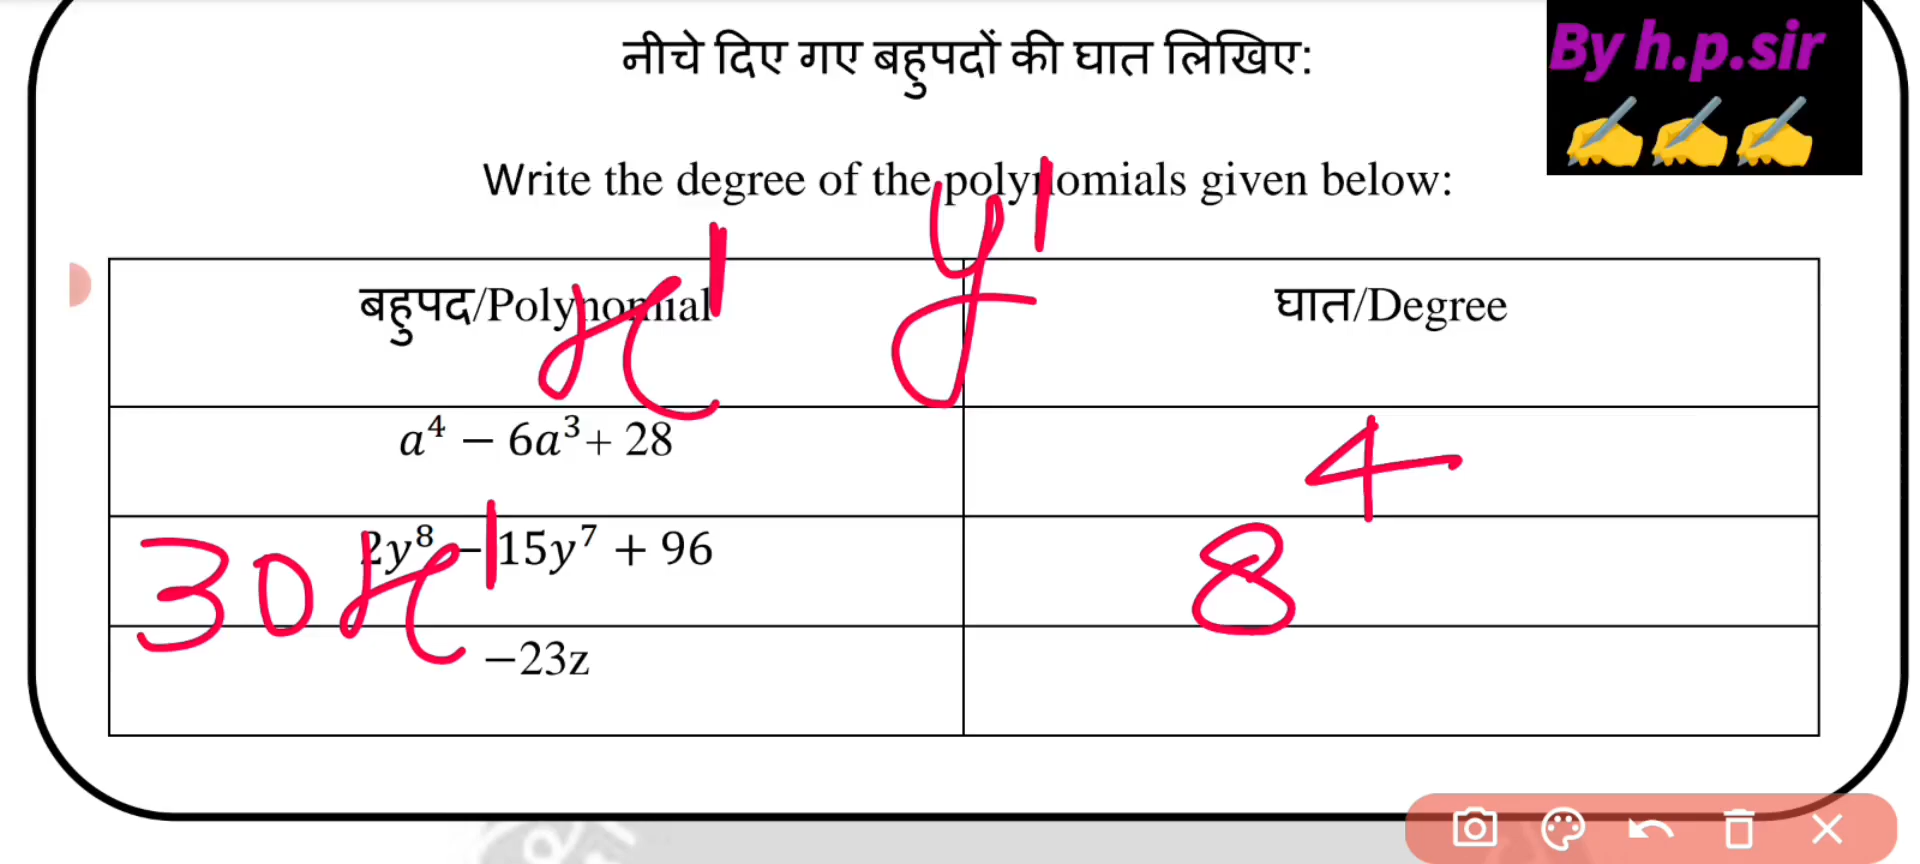 नीचे दिए गए बहुपदों की घात लिखिए:
By h.p.sir
Write the degree of the polynomials given below:
x¹ y¹
बहुपद/Polynomial घात/Degree
a⁴ − 6a³+ 28 4
2y⁸ − 15y⁷ + 96 8
30x¹
−23z